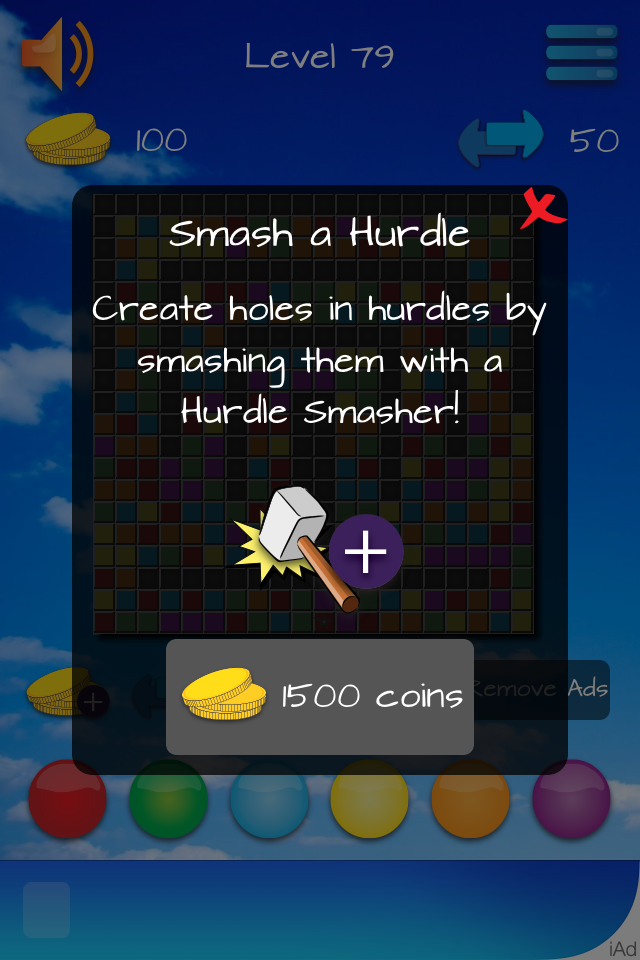 Level 79
100
50
Smash a Hurdle
Create holes in hurdles by
smashing them with a
Hurdle Smasher!
1500 coins
Remove Ads
iAd